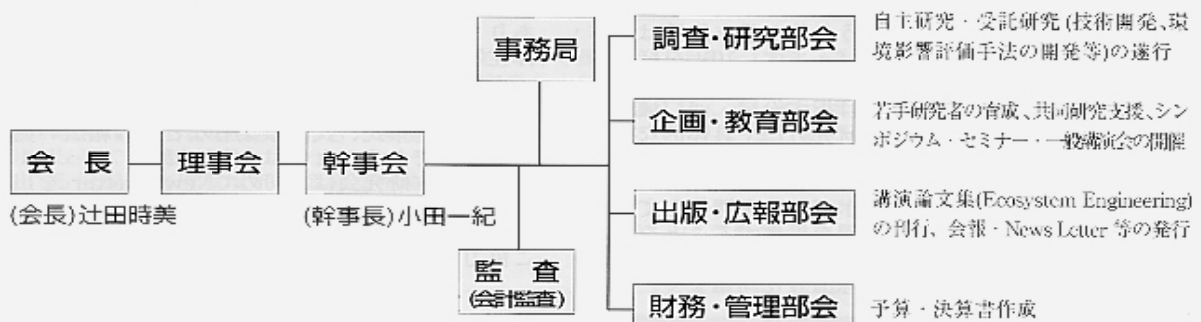 会 長
(会長)辻田時美
理事会
幹事会
(幹事長)小田一紀
事務局
監 査
(会計監査)
調査・研究部会
自主研究・受託研究(技術開発、環
境影響評価手法の開発等)の遂行
企画・教育部会
若手研究者の育成、共同研究支援、シン
ポジウム・セミナー・一般講演会の開催
出版・広報部会
講演論文集(Ecosystem Engineering)
の刊行、会報・News Letter 等の発行
財務・管理部会
予算・決算書作成